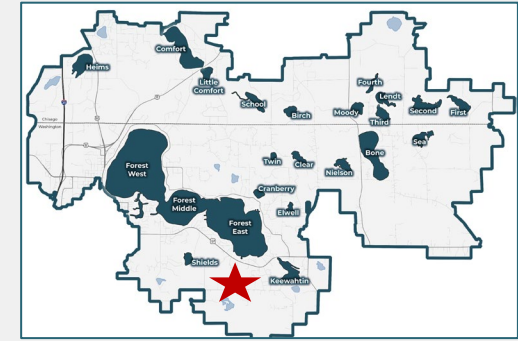 Comfort
Heims
Little
Comfort
School
Birch
Fourth
Lendt
Moody
Third
Second
First
Chisago
Washington
Sea
Bone
Forest
West
Twin
Clear
Nielson
Cranberry
Forest
Middle
Elwell
Forest
East
Shields
Keewahtin